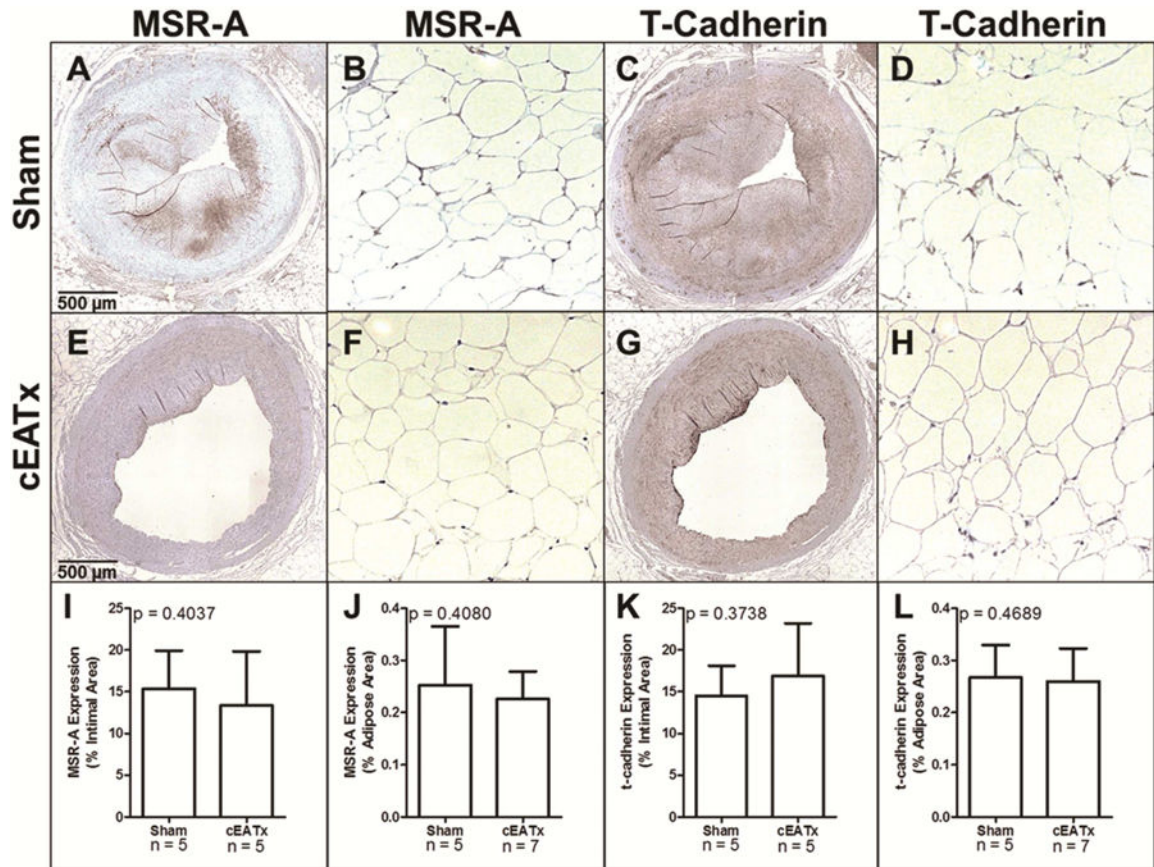 MSR-A MSR-A T-Cadherin T-Cadherin
Sham
A B C D
500 µm
cEATx
E F G H
500 µm
I
p = 0.4037
MSR-A Expression
(% Intimal Area)
25
20
15
10
5
0
Sham cEATx
n = 5 n = 5
J
p = 0.4080
MSR-A Expression
(% Adipose Area)
0.4
0.3
0.2
0.1
0.0
Sham cEATx
n = 5 n = 7
K
p = 0.3738
t-cadherin Expression
(% Intimal Area)
25
20
15
10
5
0
Sham cEATx
n = 5 n = 5
L
p = 0.4689
t-cadherin Expression
(% Adipose Area)
0.4
0.3
0.2
0.1
0.0
Sham cEATx
n = 5 n = 7